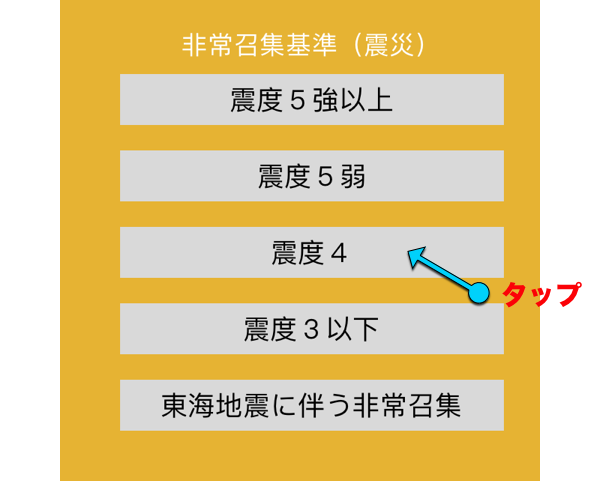 非常召集基準（震災）
震度５強以上
震度５弱
震度４
タップ
震度３以下
東海地震に伴う非常召集